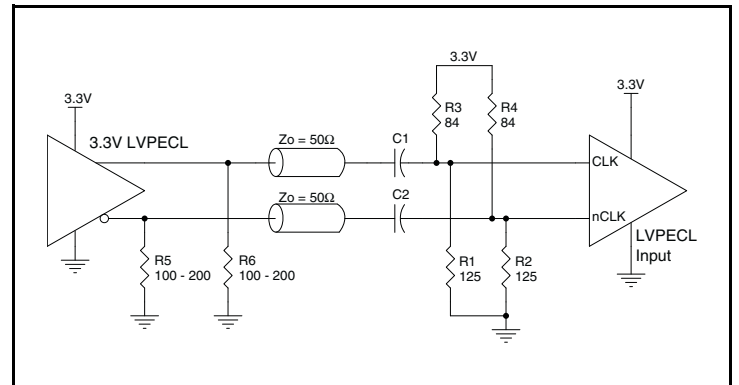 3.3V
3.3V
3.3V
3.3V LVPECL
R3
84
R4
84
Zo = 50Ω
C1
CLK
Zo = 50Ω
C2
nCLK
LVPECL
Input
R5
100 - 200
R6
100 - 200
R1
125
R2
125